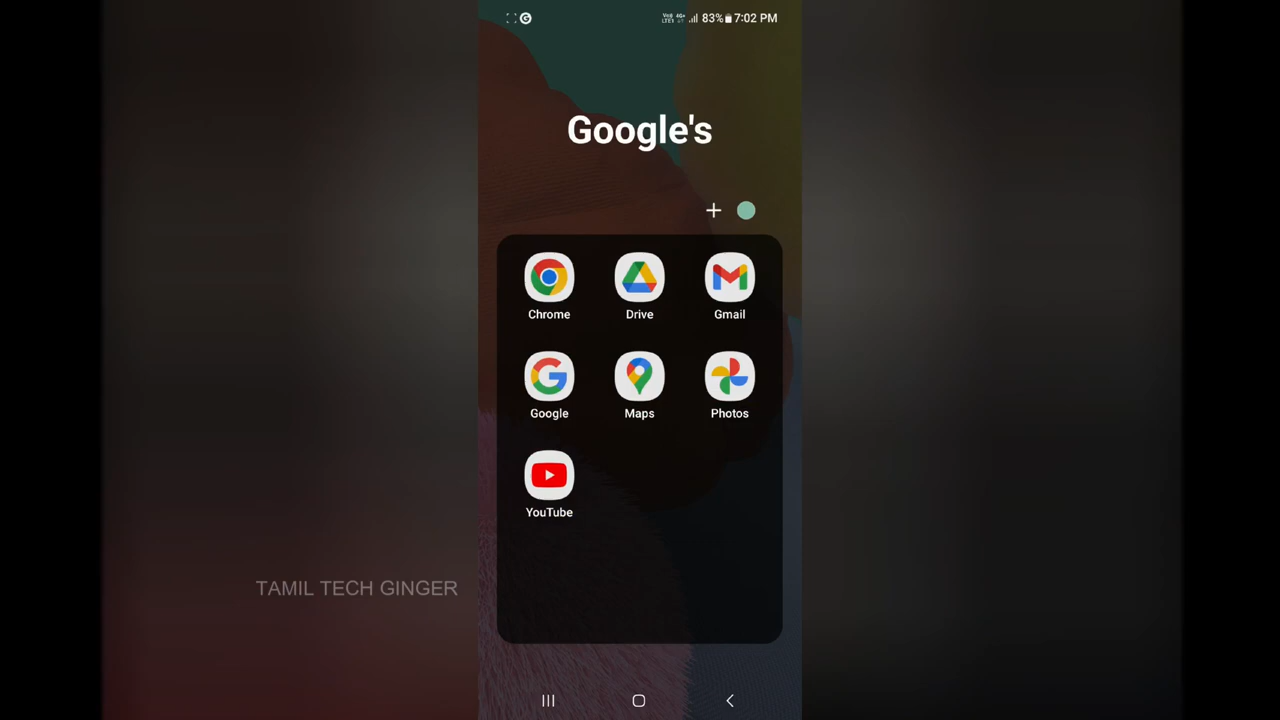 83% 7:02 PM
Google's
Chrome Drive Gmail
Google Maps Photos
YouTube
TAMIL TECH GINGER